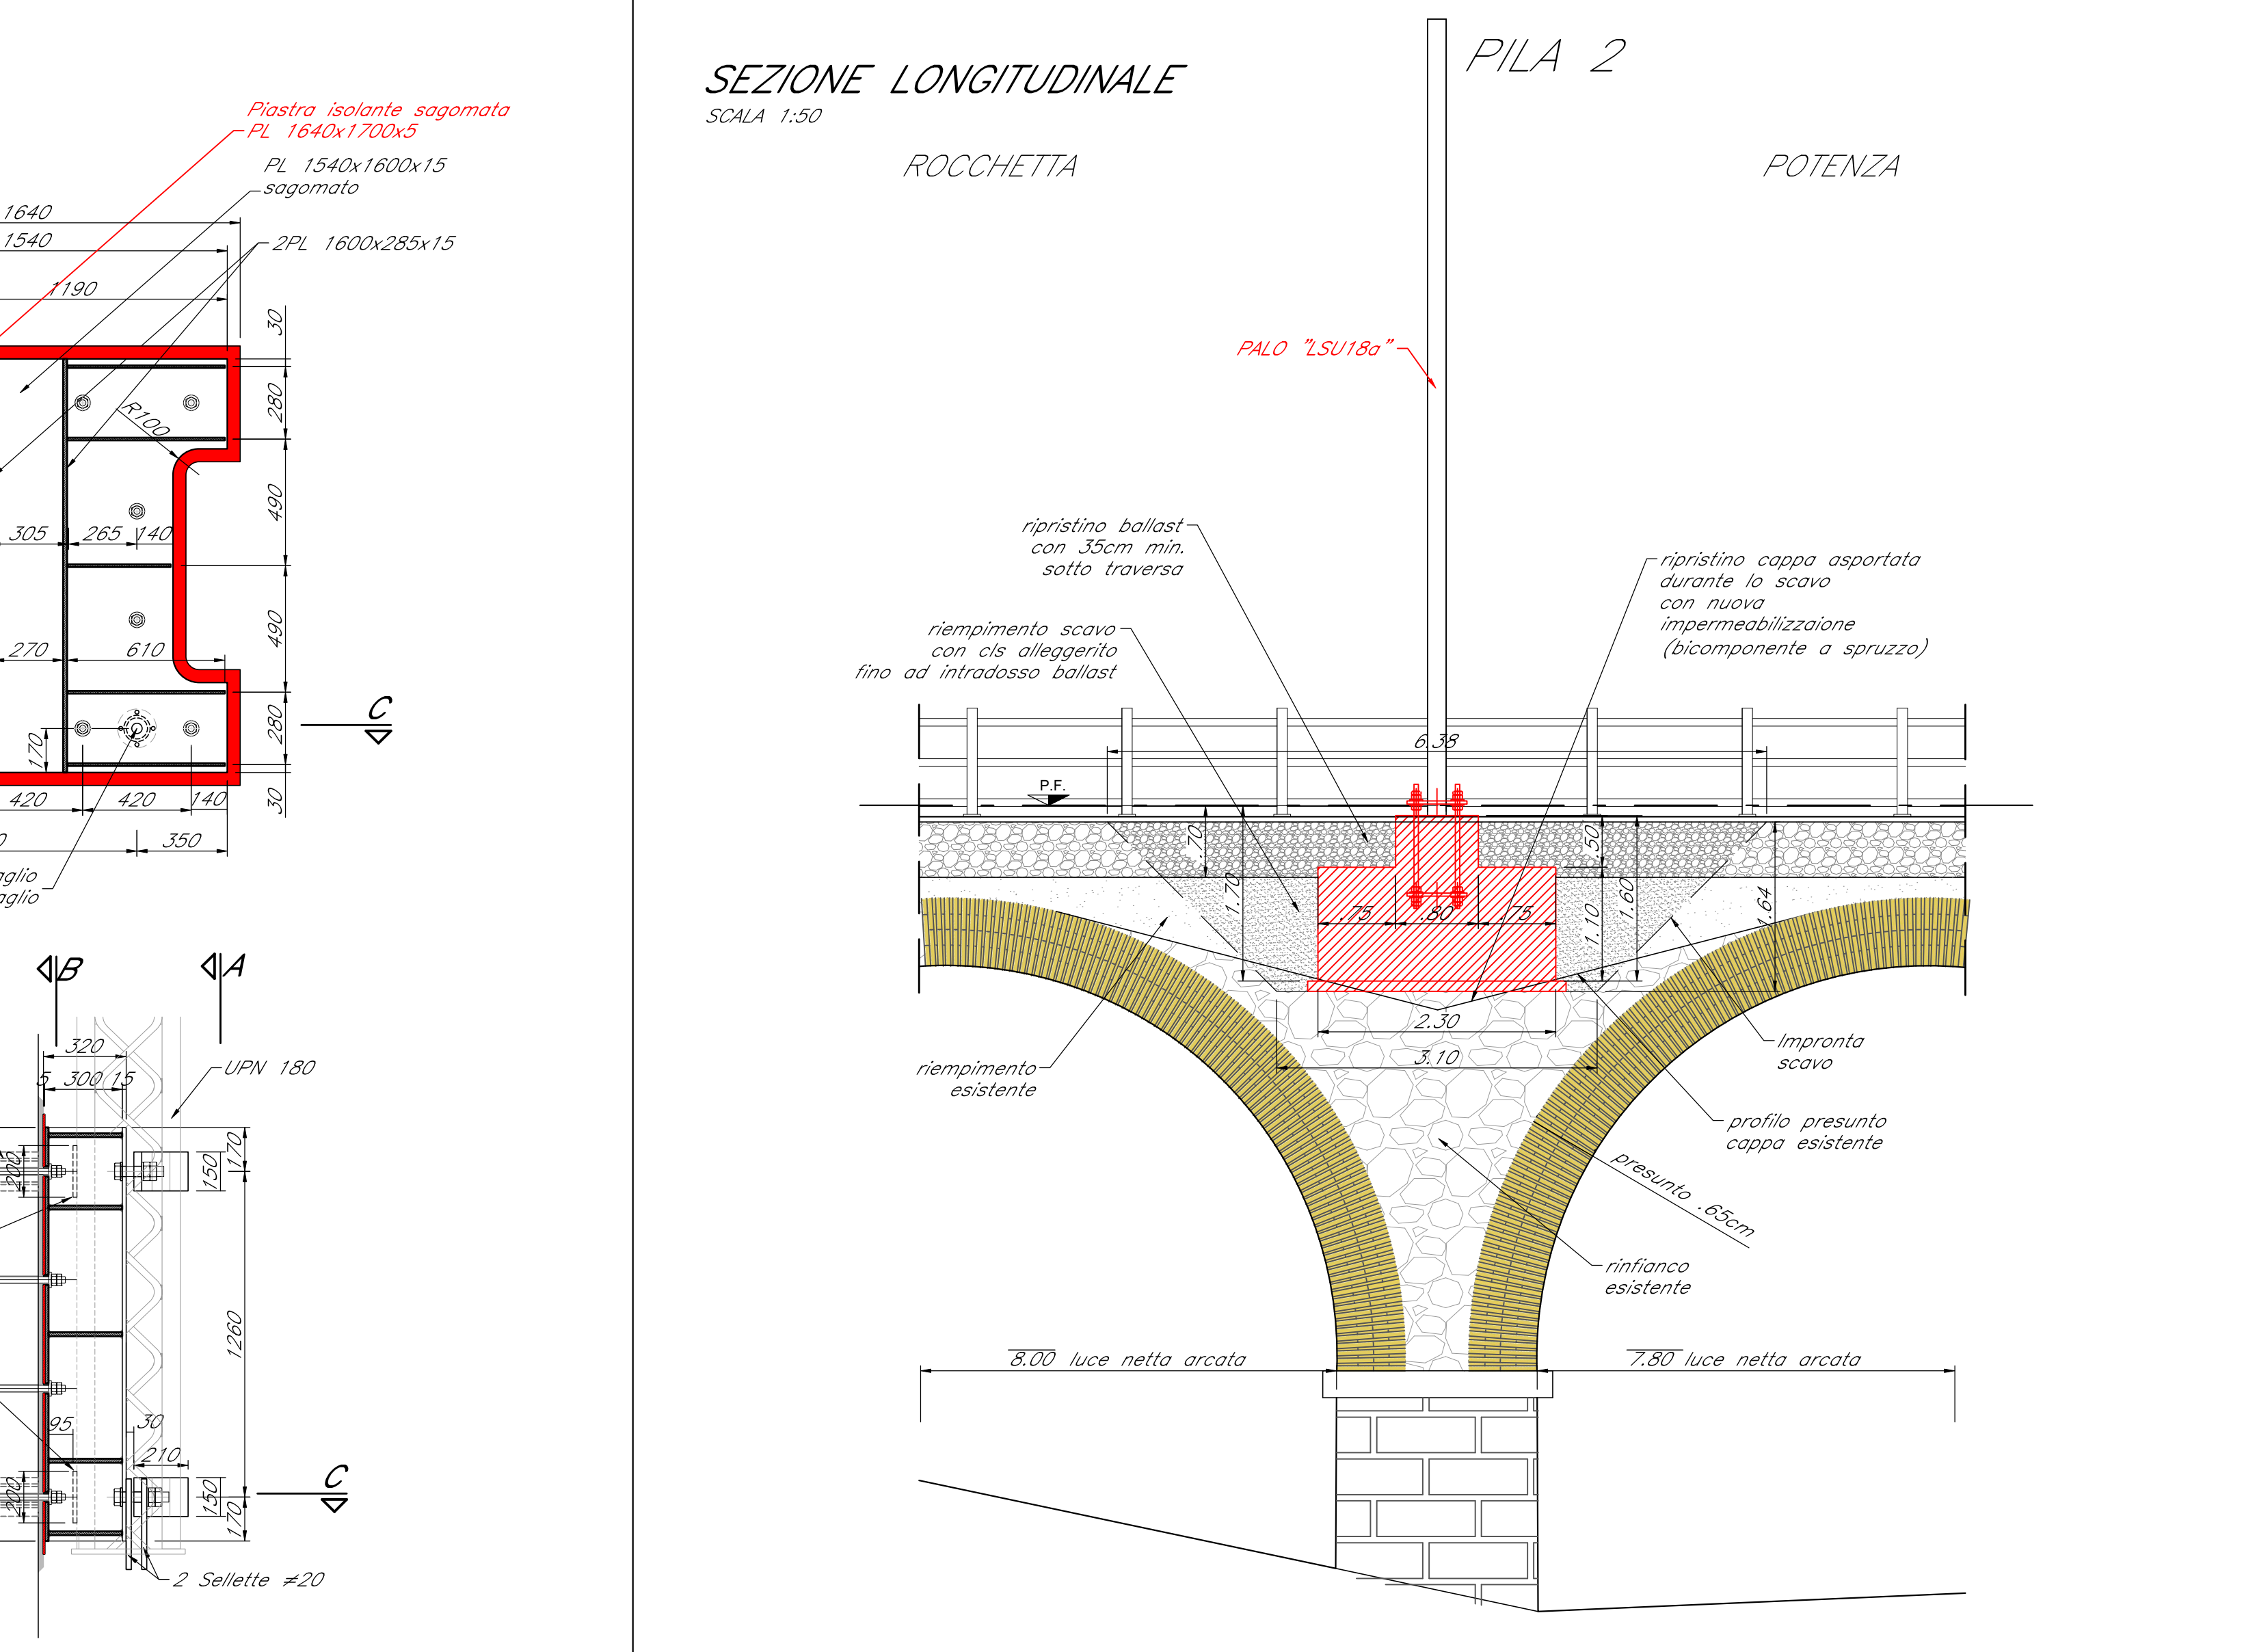 Piastra isolante sagomata
PL 1640x1700x5
PL 1540x1600x15
sagomato
2PL 1600x285x15
1640
1540
1190
30
280
R100
490
305
265
140
490
270
610
280
170
C
30
420
420
140
350
aglio
aglio
B
A
320
5
300
15
UPN 180
200
170
150
1260
95
30
210
200
150
170
C
2 Sellette ≠20
SEZIONE LONGITUDINALE
SCALA 1:50
PILA 2
ROCCHETTA
POTENZA
PALO "LSU18a"
ripristino ballast
con 35cm min.
sotto traversa
riempimento scavo
con cls alleggerito
fino ad intradosso ballast
ripristino cappa asportata
durante lo scavo
con nuova
impermeabilizzaione
(bicomponente a spruzzo)
6.38
P.F.
.70
.50
1.70
1.60
1.64
.75
.80
.75
1.10
2.30
3.10
riempimento
esistente
Impronta
scavo
profilo presunto
cappa esistente
presunto .65cm
rinfianco
esistente
8.00 luce netta arcata
7.80 luce netta arcata